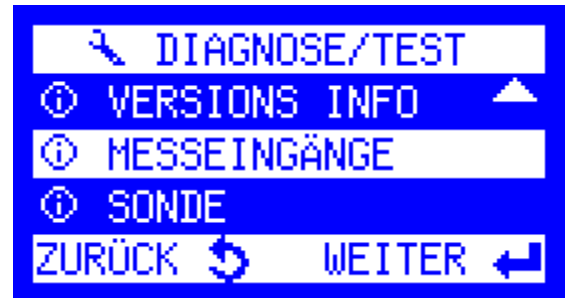 DIAGNOSE/TEST
VERSIONS INFO
MESSEINGÄNGE
SONDE
ZURÜCK WEITER